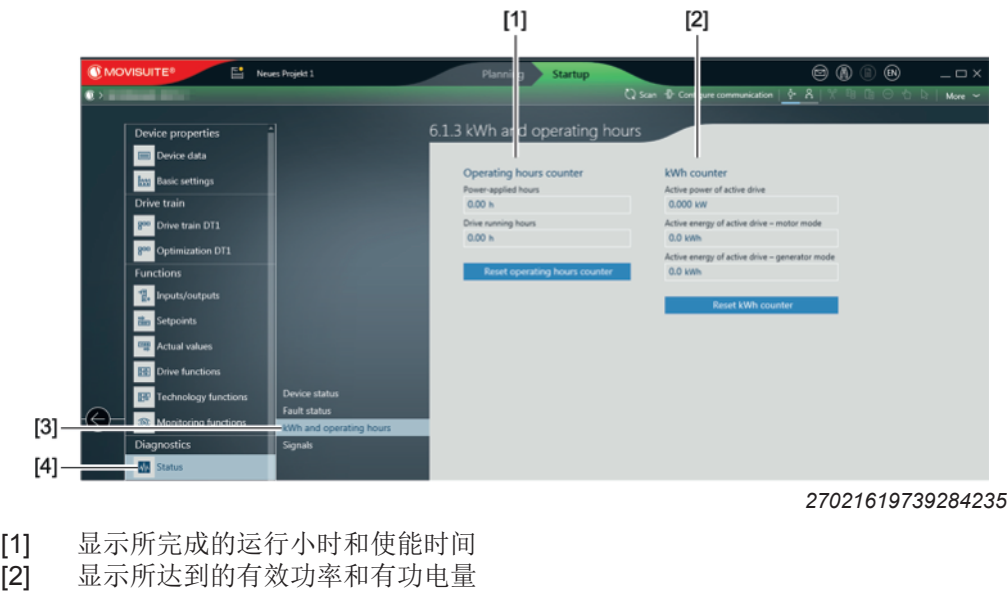 [1] [2]
MOVISUITE® Neues Projekt 1 Planning Startup EN
Scan Configure communication More
6.1.3 kWh and operating hours
Device properties
Device data
Basic settings
Drive train
Drive train DT1
Optimization DT1
Functions
Inputs/outputs
Setpoints
Actual values
Drive functions
Technology functions
Monitoring functions
Diagnostics
Status
Device status
Fault status
kWh and operating hours
Signals
Operating hours counter
Power-applied hours
0.00 h
Drive running hours
0.00 h
Reset operating hours counter
kWh counter
Active power of active drive
0.000 kW
Active energy of active drive – motor mode
0.0 kWh
Active energy of active drive – generator mode
0.0 kWh
Reset kWh counter
[3]
[4]
27021619739284235
[1] 显示所完成的运行小时和使能时间
[2] 显示所达到的有效功率和有功电量